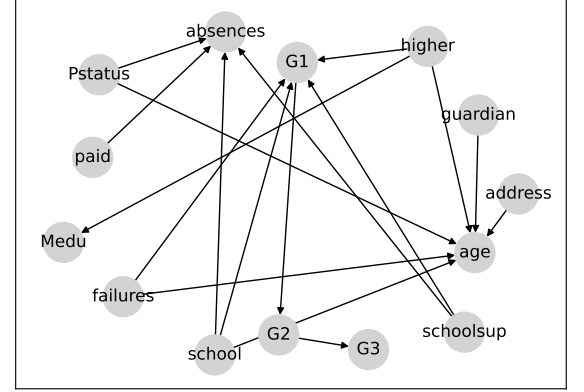 absences
higher
G1
Pstatus
guardian
paid
address
Medu
age
failures
schoolsup
G2
G3
school